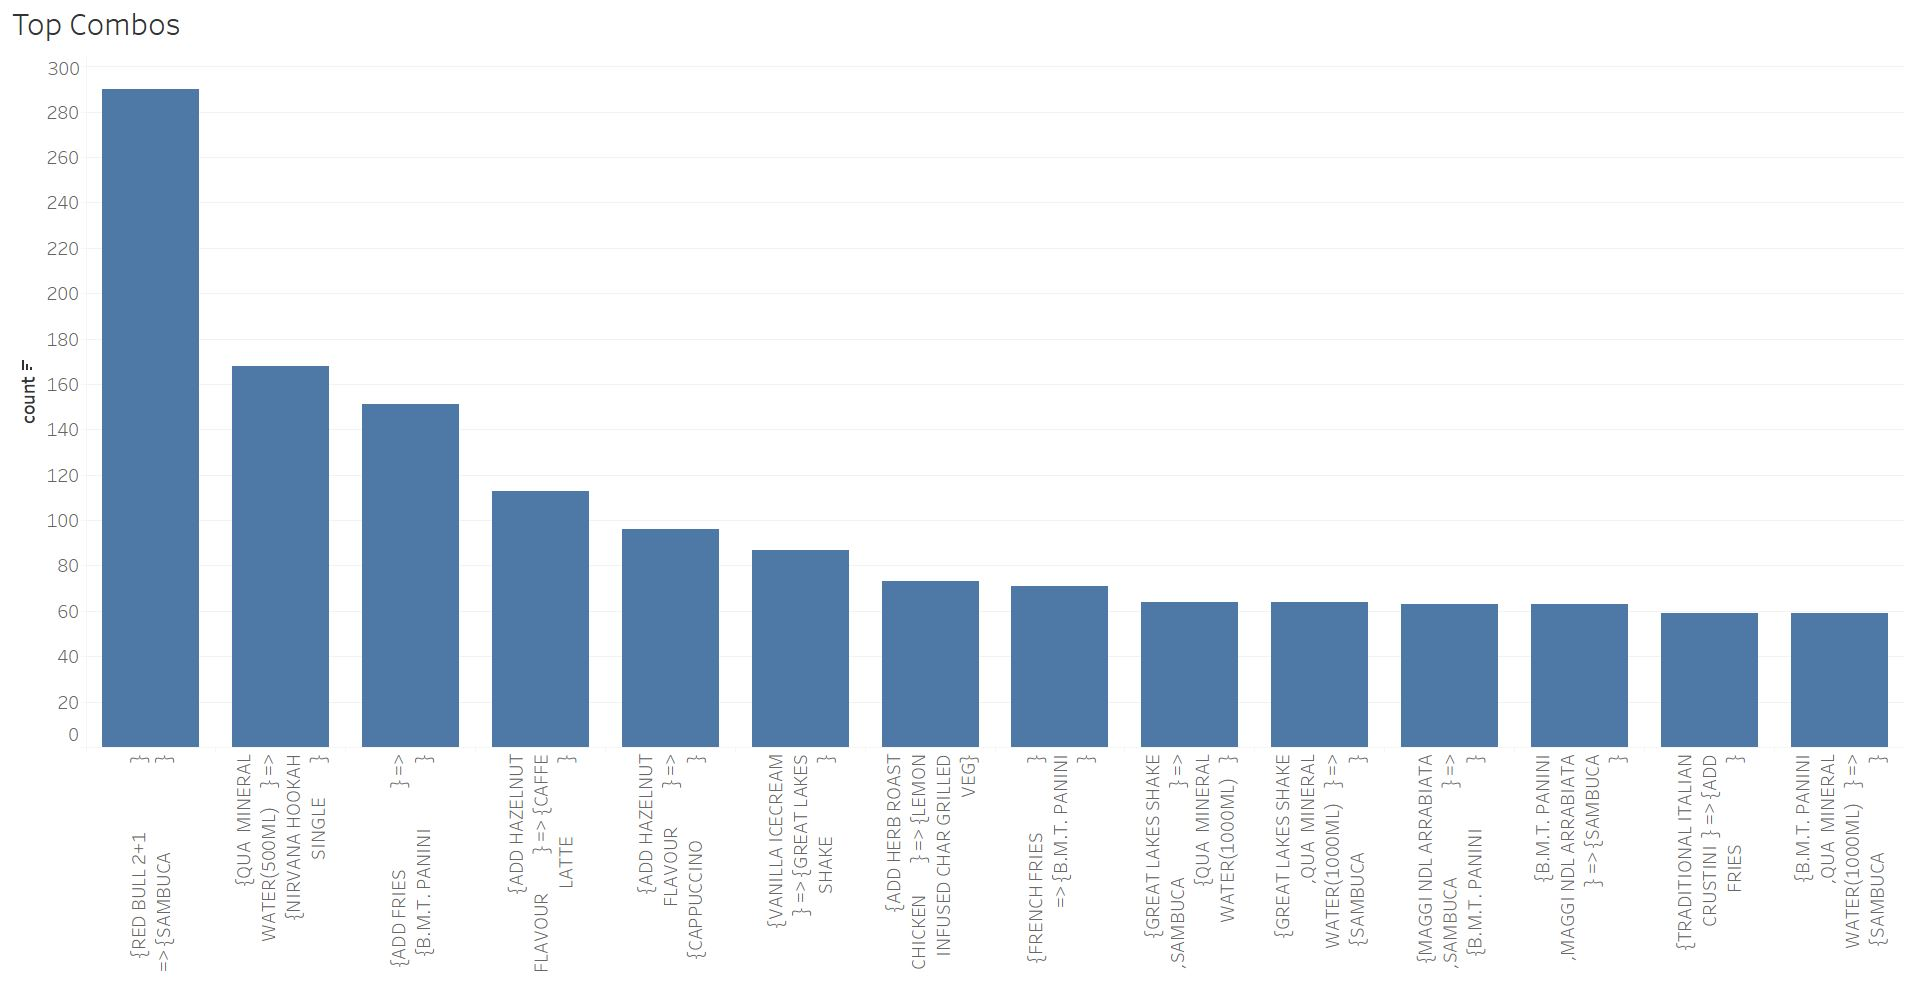 Top Combos
300
280
260
240
220
200
180
160
140
120
100
80
60
40
20
0
count
{RED BULL 2+1 }
=> {SAMBUCA }
{QUA MINERAL
WATER(500ML) } =>
{NIRVANA HOOKAH
SINGLE }
{ADD FRIES } =>
{B.M.T. PANINI }
{ADD HAZELNUT
FLAVOUR } => {CAFFE
LATTE }
{ADD HAZELNUT
FLAVOUR } =>
{CAPPUCCINO }
{VANILLA ICECREAM
} => {GREAT LAKES
SHAKE }
{ADD HERB ROAST
CHICKEN } => {LEMON
INFUSED CHAR GRILLED
VEG}
{FRENCH FRIES }
=> {B.M.T. PANINI
}
{GREAT LAKES SHAKE
,SAMBUCA } =>
{QUA MINERAL
WATER(1000ML) }
{GREAT LAKES SHAKE
,QUA MINERAL
WATER(1000ML) } =>
{SAMBUCA }
{MAGGI NDL ARRABIATA
,SAMBUCA } =>
{B.M.T. PANINI }
{B.M.T. PANINI
,MAGGI NDL ARRABIATA
} => {SAMBUCA
}
{TRADITIONAL ITALIAN
CRUSTINI } => {ADD
FRIES }
{B.M.T. PANINI
,QUA MINERAL
WATER(1000ML) } =>
{SAMBUCA }